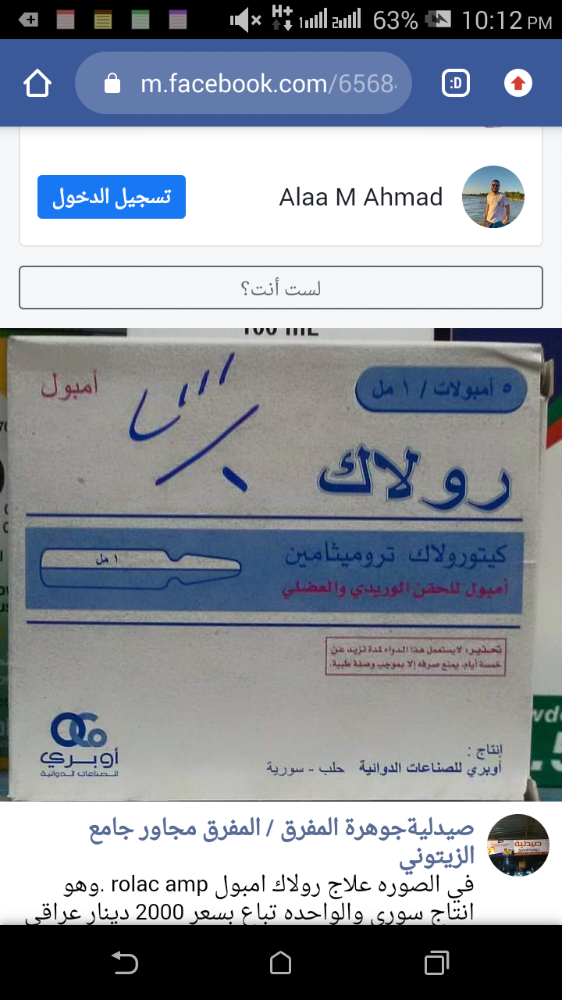 63% 10:12 PM
m.facebook.com/6568
:D
تسجيل الدخول
Alaa M Ahmad
لست أنت؟
أمبول
٥ أمبولات / ١ مل
رولاك
كيتورولاك تروميثامين
١ مل
أمبول للحقن الوريدي والعضلي
تحذير: لايستعمل هذا الدواء لمدة تزيد عن
خمسة أيام. يمنع صرفه إلا بموجب وصفة طبية.
أوبري
للصناعات الدوائية
إنتاج :
أوبري للصناعات الدوائية حلب - سورية
صيدليةجوهرة المفرق / المفرق مجاور جامع
الزيتوني
في الصوره علاج رولاك امبول rolac amp .وهو
انتاج سوري والواحده تباع بسعر 2000 دينار عراقي